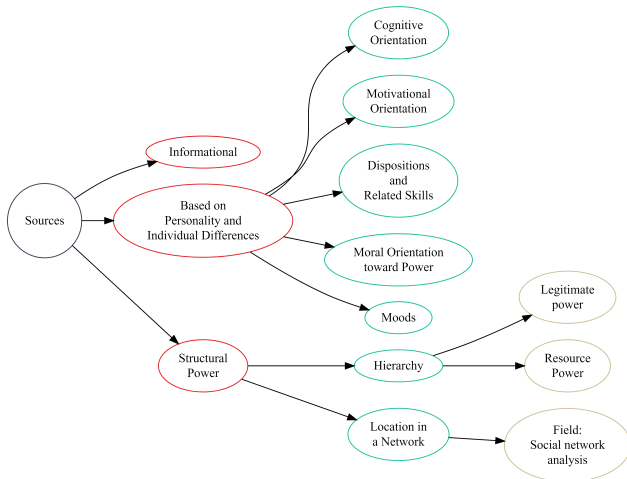 Sources
Informational
Based on
Personality and
Individual Differences
Structural
Power
Cognitive
Orientation
Motivational
Orientation
Dispositions
and
Related Skills
Moral Orientation
toward Power
Moods
Hierarchy
Location in
a Network
Legitimate
power
Resource
Power
Field:
Social network
analysis